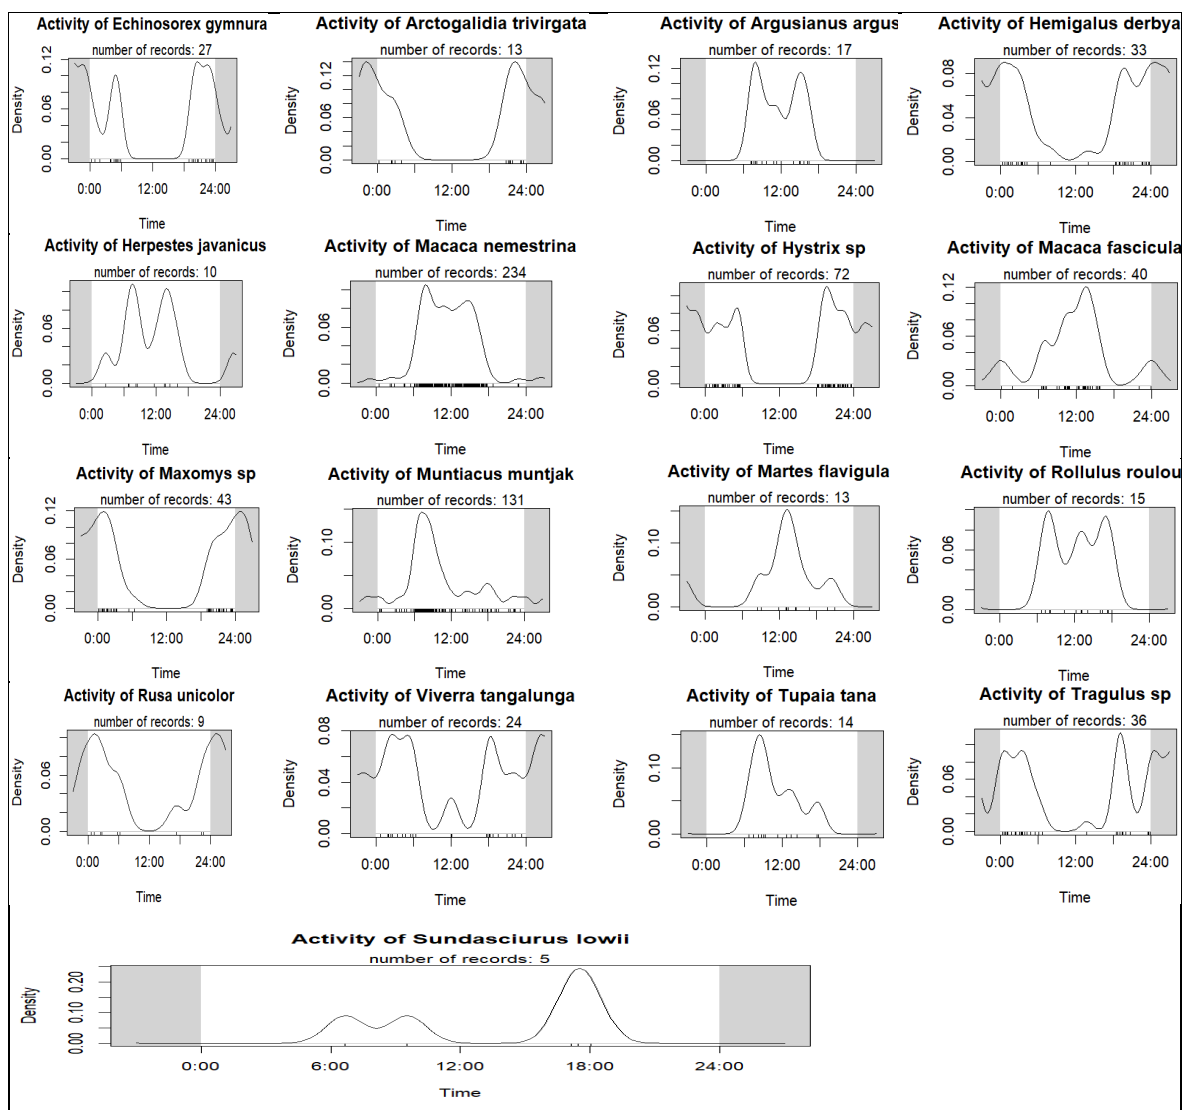 Activity of Echinosorex gymnura
number of records: 27
Density
0.12
0.06
0.00
0:00 12:00 24:00
Time
Activity of Arctogalidia trivirgata
number of records: 13
Density
0.12
0.06
0.00
0:00 12:00 24:00
Time
Activity of Argusianus argus
number of records: 17
Density
0.12
0.06
0.00
0:00 12:00 24:00
Time
Activity of Hemigalus derbya
number of records: 33
Density
0.08
0.04
0.00
0:00 12:00 24:00
Time
Activity of Herpestes javanicus
number of records: 10
Density
0.06
0.00
0:00 12:00 24:00
Time
Activity of Macaca nemestrina
number of records: 234
Density
0.06
0.00
0:00 12:00 24:00
Time
Activity of Hystrix sp
number of records: 72
Density
0.06
0.00
0:00 12:00 24:00
Time
Activity of Macaca fascicula
number of records: 40
Density
0.12
0.06
0.00
0:00 12:00 24:00
Time
Activity of Maxomys sp
number of records: 43
Density
0.12
0.06
0.00
0:00 12:00 24:00
Time
Activity of Muntiacus muntjak
number of records: 131
Density
0.10
0.00
0:00 12:00 24:00
Time
Activity of Martes flavigula
number of records: 13
Density
0.10
0.00
0:00 12:00 24:00
Time
Activity of Rollulus roulou
number of records: 15
Density
0.06
0.00
0:00 12:00 24:00
Time
Activity of Rusa unicolor
number of records: 9
Density
0.06
0.00
0:00 12:00 24:00
Time
Activity of Viverra tangalunga
number of records: 24
Density
0.08
0.04
0.00
0:00 12:00 24:00
Time
Activity of Tupaia tana
number of records: 14
Density
0.10
0.00
0:00 12:00 24:00
Time
Activity of Tragulus sp
number of records: 36
Density
0.06
0.00
0:00 12:00 24:00
Time
Activity of Sundasciurus lowii
number of records: 5
Density
0.20
0.10
0.00
0:00 6:00 12:00 18:00 24:00
Time